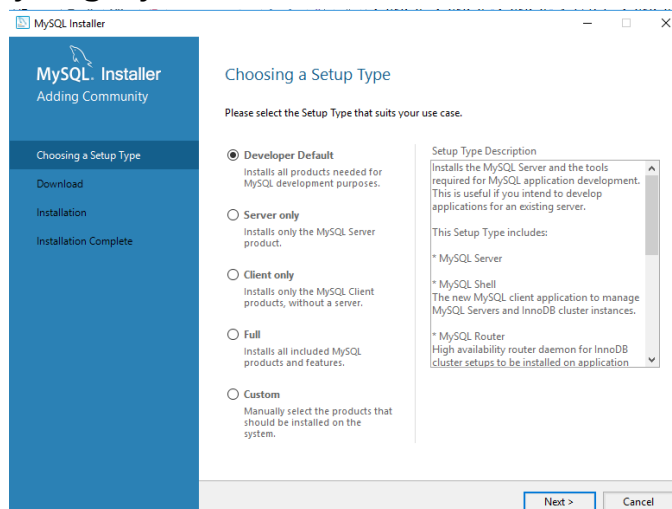 MySQL Installer
MySQL. Installer
Adding Community
Choosing a Setup Type
Download
Installation
Installation Complete
Choosing a Setup Type
Please select the Setup Type that suits your use case.
Developer Default
Installs all products needed for
MySQL development purposes.
Server only
Installs only the MySQL Server
product.
Client only
Installs only the MySQL Client
products, without a server.
Full
Installs all included MySQL
products and features.
Custom
Manually select the products that
should be installed on the
system.
Setup Type Description
Installs the MySQL Server and the tools
required for MySQL application development.
This is useful if you intend to develop
applications for an existing server.
This Setup Type includes:
* MySQL Server
* MySQL Shell
The new MySQL client application to manage
MySQL Servers and InnoDB cluster instances.
* MySQL Router
High availability router daemon for InnoDB
cluster setups to be installed on application
Next >
Cancel